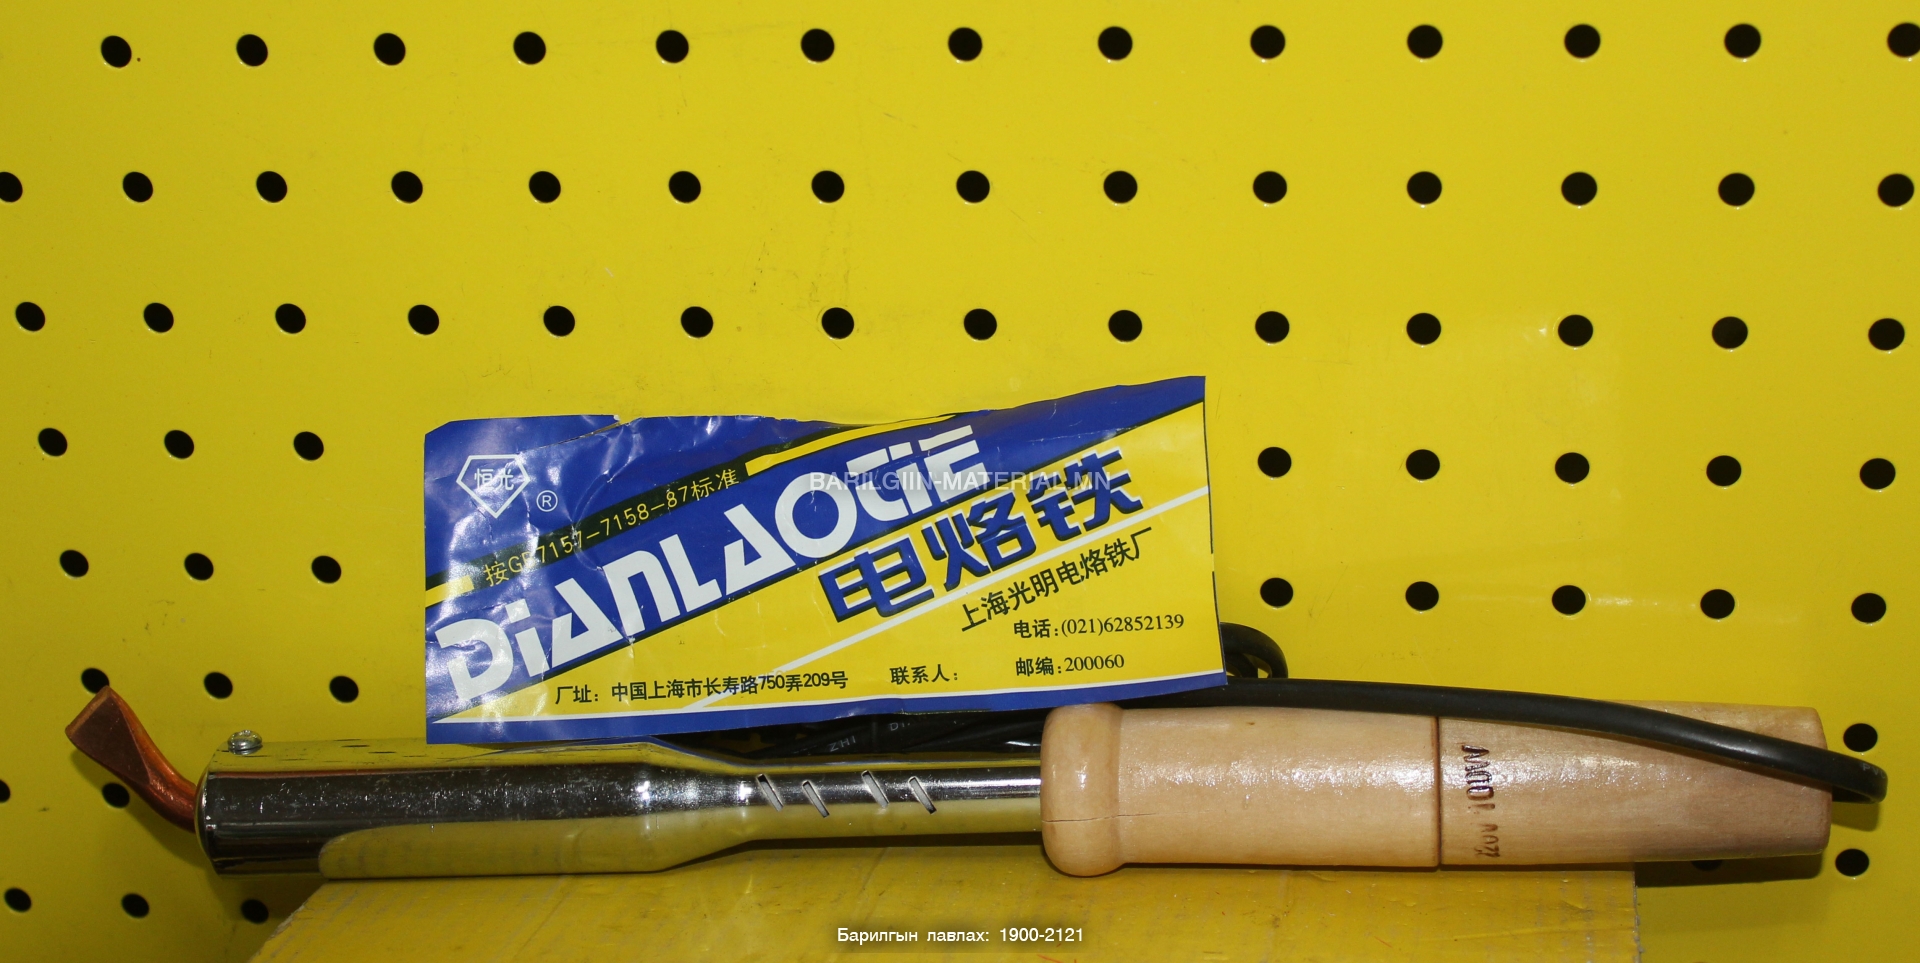 恒光
®
按GB7157-7158-87标准
DiANLAOTiE
BARILGIIN-MATERIAL.MN
电烙铁
上海光明电烙铁厂
电话:(021)62852139
厂址：中国上海市长寿路750弄209号
联系人：
邮编:200060
ZHI
220V 100W
Барилгын лавлах: 1900-2121